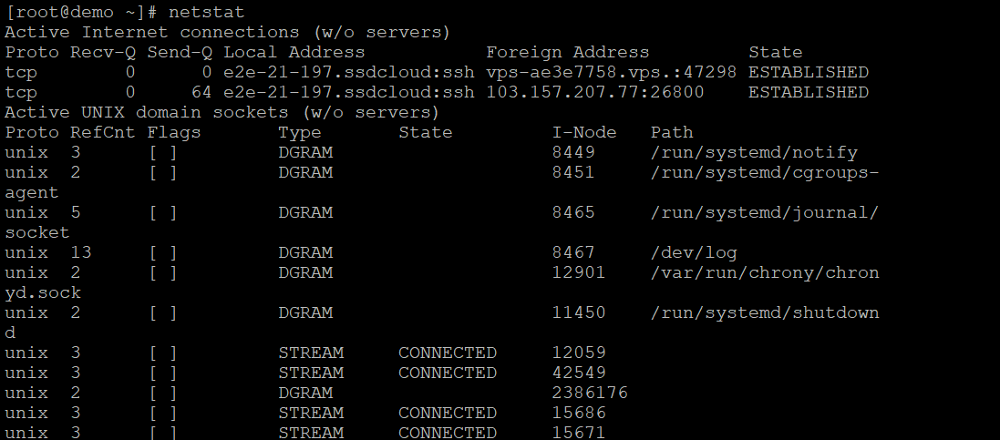 [root@demo ~]# netstat
Active Internet connections (w/o servers)
Proto Recv-Q Send-Q Local Address           Foreign Address         State
tcp        0      0 e2e-21-197.ssdcloud:ssh vps-ae3e7758.vps.:47298 ESTABLISHED
tcp        0     64 e2e-21-197.ssdcloud:ssh 103.157.207.77:26800    ESTABLISHED
Active UNIX domain sockets (w/o servers)
Proto RefCnt Flags       Type       State         I-Node   Path
unix  3      [ ]         DGRAM                    8449     /run/systemd/notify
unix  2      [ ]         DGRAM                    8451     /run/systemd/cgroups-
agent
unix  5      [ ]         DGRAM                    8465     /run/systemd/journal/
socket
unix  13     [ ]         DGRAM                    8467     /dev/log
unix  2      [ ]         DGRAM                    12901    /var/run/chrony/chron
yd.sock
unix  2      [ ]         DGRAM                    11450    /run/systemd/shutdown
d
unix  3      [ ]         STREAM     CONNECTED     12059
unix  3      [ ]         STREAM     CONNECTED     42549
unix  2      [ ]         DGRAM                    2386176
unix  3      [ ]         STREAM     CONNECTED     15686
unix  3      [ ]         STREAM     CONNECTED     15671